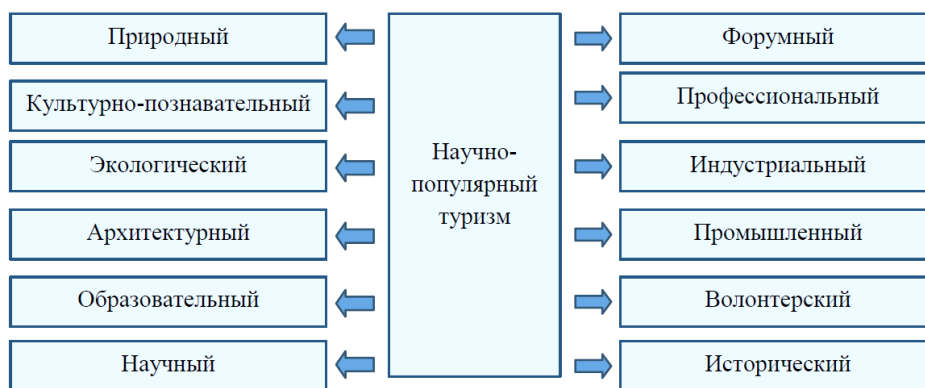 Природный
Культурно-познавательный
Экологический
Архитектурный
Образовательный
Научный
Научно-
популярный
туризм
Форумный
Профессиональный
Индустриальный
Промышленный
Волонтерский
Исторический